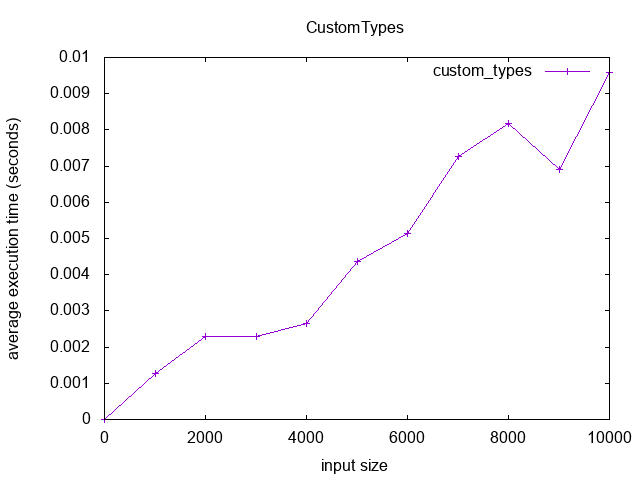 CustomTypes
custom_types
average execution time (seconds)
0.01
0.009
0.008
0.007
0.006
0.005
0.004
0.003
0.002
0.001
0
0 2000 4000 6000 8000 10000
input size